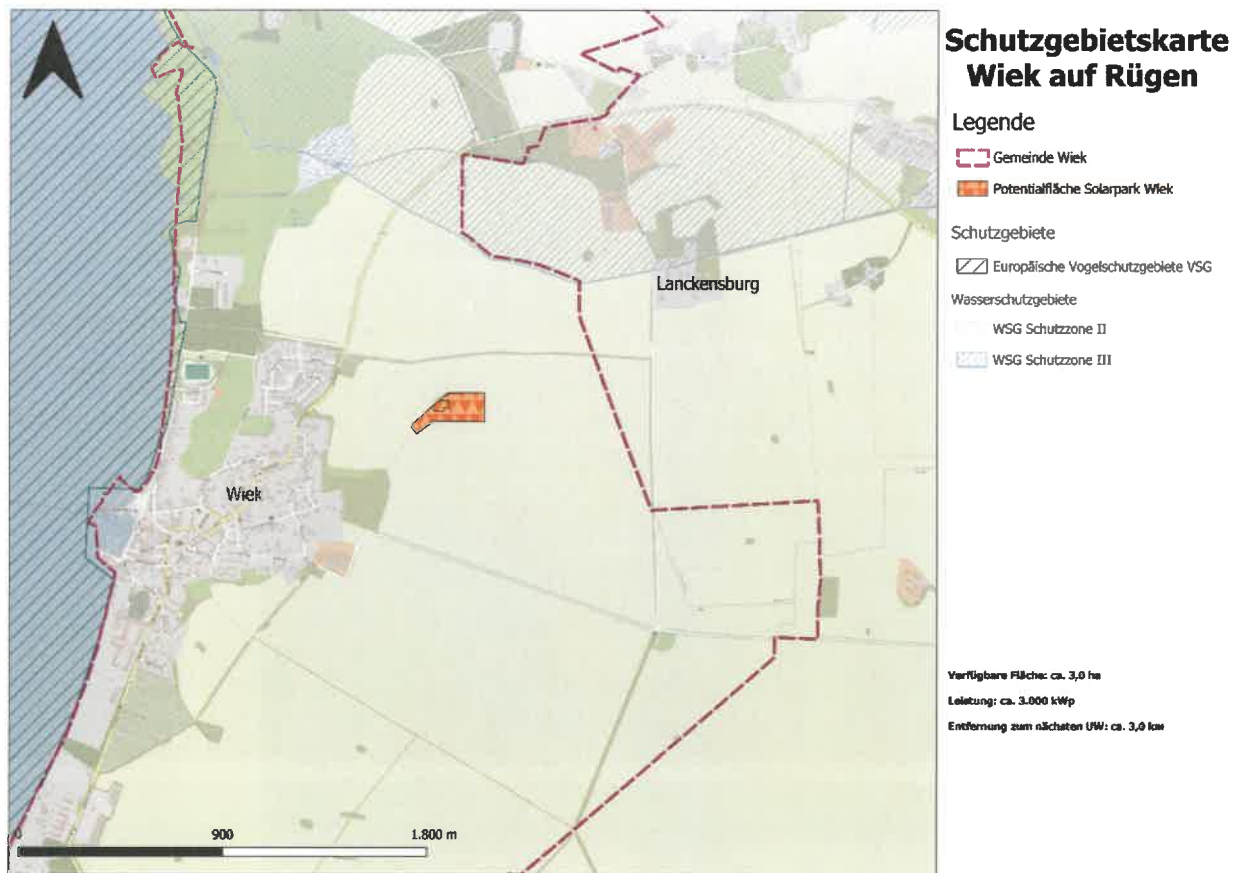 Schutzgebietskarte
Wiek auf Rügen
Legende
Gemeinde Wiek
Potentialfläche Solarpark Wiek
Schutzgebiete
Europäische Vogelschutzgebiete VSG
Wasserschutzgebiete
WSG Schutzzone II
WSG Schutzzone III
Lanckensburg
Wiek
Verfügbare Fläche: ca. 3,0 ha
Leistung: ca. 3.000 kWp
Entfernung zum nächsten UW: ca. 3,0 km
0 900 1.800 m